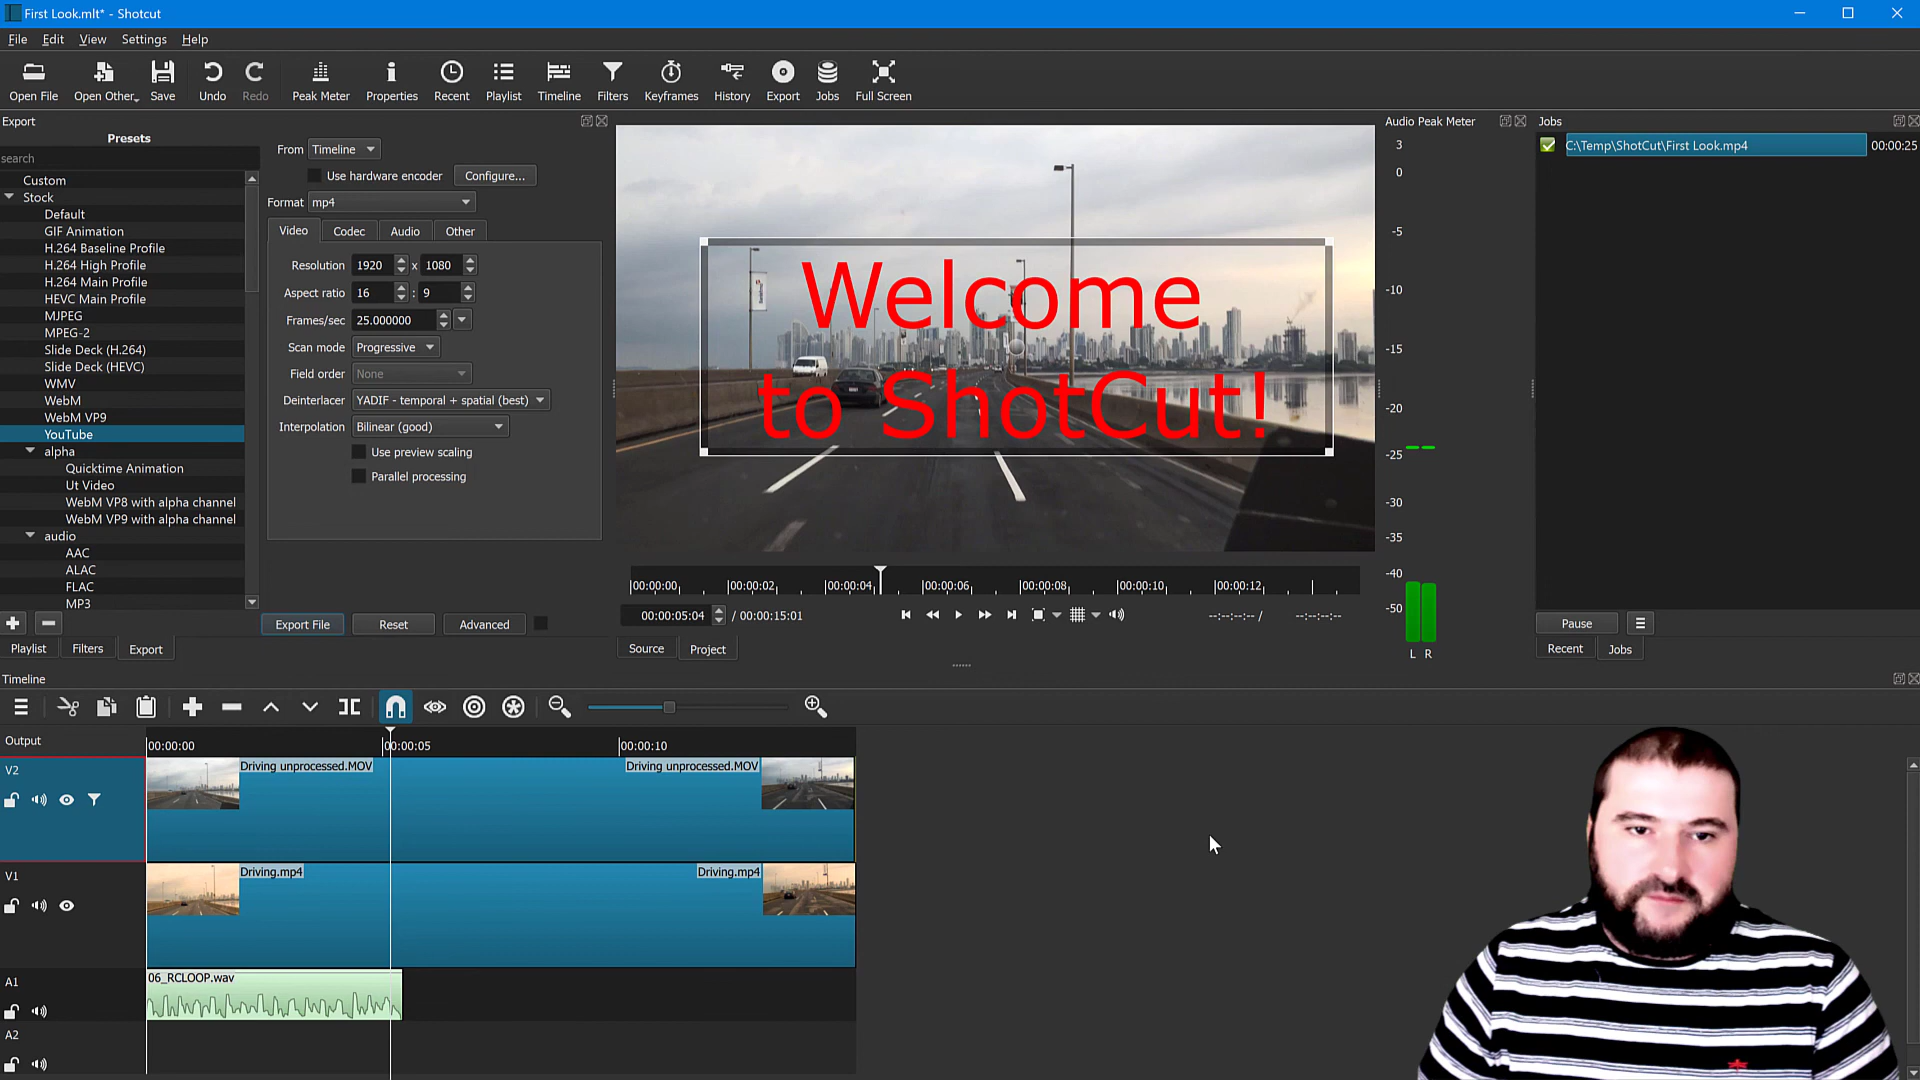 First Look.mlt* - Shotcut
File Edit View Settings Help
Open File Open Other... Save Undo Redo Peak Meter Properties Recent Playlist Timeline Filters Keyframes History Export Jobs Full Screen
Export
Presets
search
Custom
Stock
Default
GIF Animation
H.264 Baseline Profile
H.264 High Profile
H.264 Main Profile
HEVC Main Profile
MJPEG
MPEG-2
Slide Deck (H.264)
Slide Deck (HEVC)
WMV
WebM
WebM VP9
YouTube
alpha
Quicktime Animation
Ut Video
WebM VP8 with alpha channel
WebM VP9 with alpha channel
audio
AAC
ALAC
FLAC
MP3
From Timeline
Use hardware encoder Configure...
Format mp4
Video Codec Audio Other
Resolution 1920 x 1080
Aspect ratio 16 : 9
Frames/sec 25.000000
Scan mode Progressive
Field order None
Deinterlacer YADIF - temporal + spatial (best)
Interpolation Bilinear (good)
Use preview scaling
Parallel processing
Export File Reset Advanced
Playlist Filters Export
Welcome
to ShotCut!
00:00:00 00:00:02 00:00:04 00:00:06 00:00:08 00:00:10 00:00:12
00:00:05:04 / 00:00:15:01
--:--:--:-- / --:--:--:--
Source Project
Audio Peak Meter
3
0
-5
-10
-15
-20
-25
-30
-35
-40
-50
L R
Jobs
C:\Temp\ShotCut\First Look.mp4 00:00:25
Pause
Recent Jobs
Timeline
Output 00:00:00 00:00:05 00:00:10
V2 Driving unprocessed.MOV Driving unprocessed.MOV
V1 Driving.mp4 Driving.mp4
A1 06_RCLOOP.wav
A2